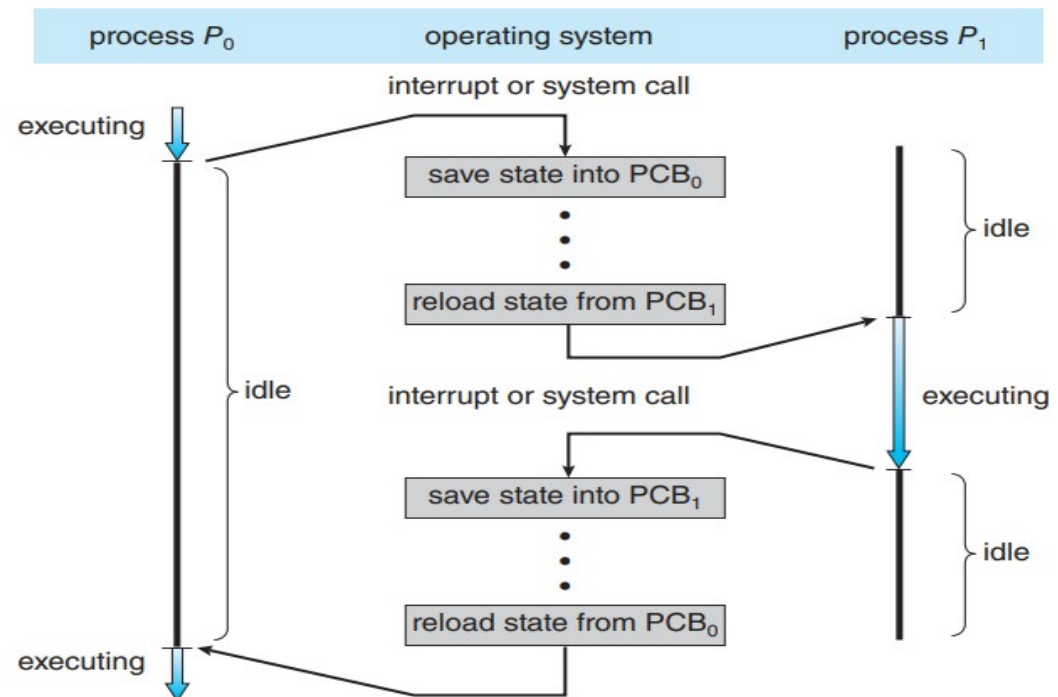 process P₀ operating system process P₁
interrupt or system call
executing
save state into PCB₀
idle
reload state from PCB₁
idle
interrupt or system call
executing
save state into PCB₁
idle
reload state from PCB₀
executing